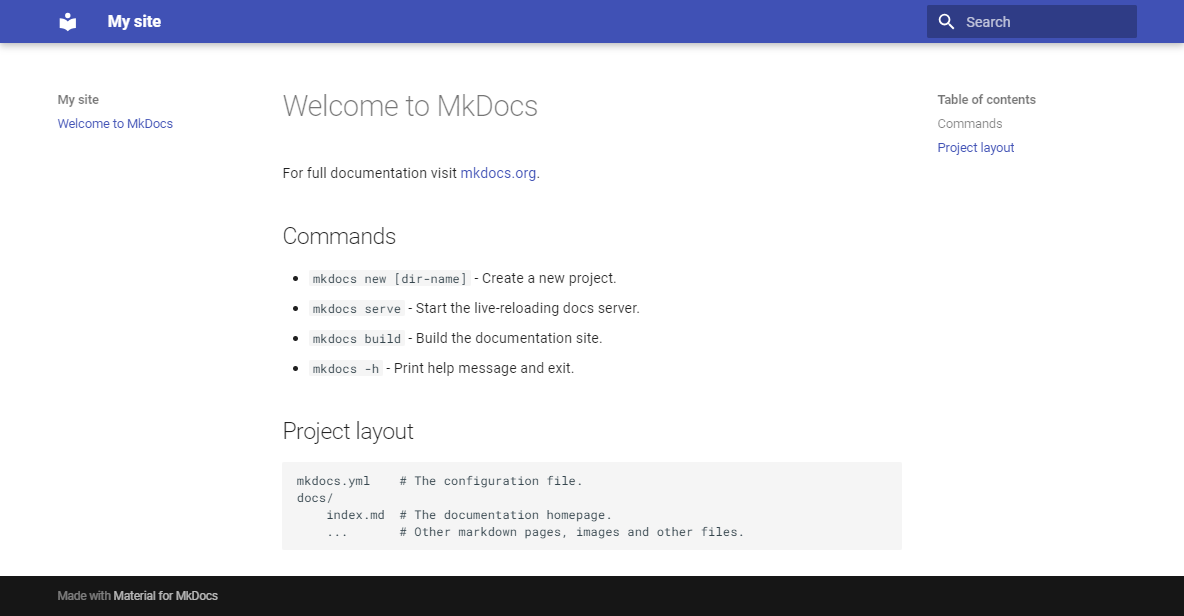 My site
Search
My site
Welcome to MkDocs
Welcome to MkDocs
For full documentation visit mkdocs.org.
Commands
mkdocs new [dir-name] - Create a new project.
mkdocs serve - Start the live-reloading docs server.
mkdocs build - Build the documentation site.
mkdocs -h - Print help message and exit.
Project layout
mkdocs.yml    # The configuration file.
docs/
    index.md  # The documentation homepage.
    ...       # Other markdown pages, images and other files.
Table of contents
Commands
Project layout
Made with Material for MkDocs